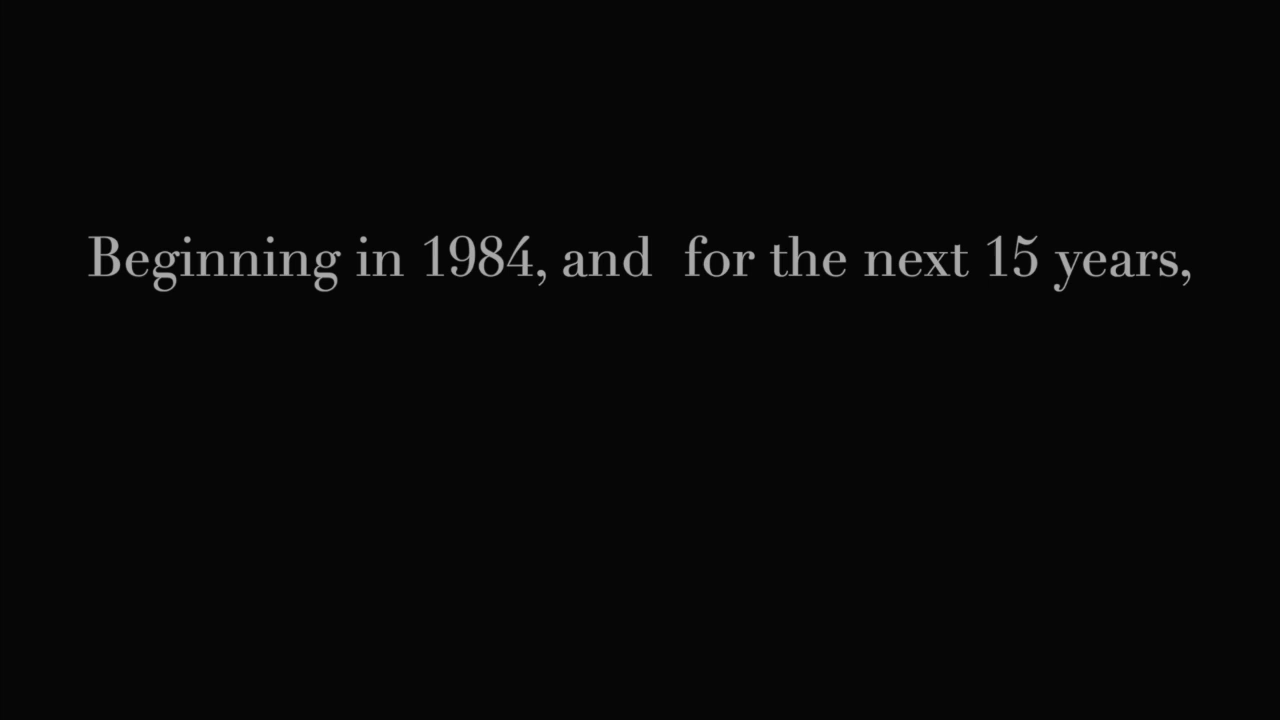 Beginning in 1984, and  for the next 15 years,